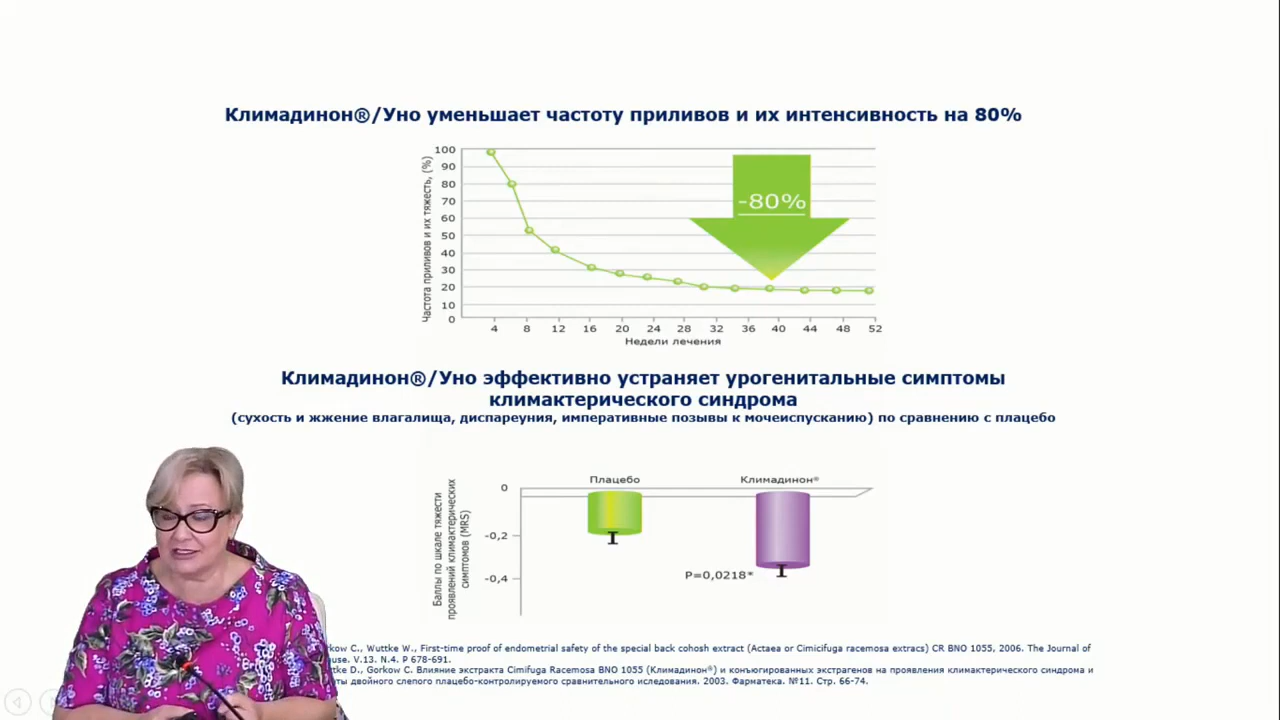 Климадинон®/Уно уменьшает частоту приливов и их интенсивность на 80%
Частота приливов и их тяжесть, (%)
100
90
80
70
60
50
40
30
20
10
0
-80%
4 8 12 16 20 24 28 32 36 40 44 48 52
Недели лечения
Климадинон®/Уно эффективно устраняет урогенитальные симптомы
климактерического синдрома
(сухость и жжение влагалища, диспареуния, императивные позывы к мочеиспусканию) по сравнению с плацебо
Баллы по шкале тяжести
проявлений климактерических
симптомов (MRS)
Плацебо Климадинон®
0
-0,2
-0,4
P=0,0218*
C., Wuttke W., First-time proof of endometrial safety of the special back cohosh extract (Actaea or Cimicifuga racemosa extracs) CR BNO 1055, 2006. The Journal of
V.13. N.4. P 678-691.
D., Gorkow C. Влияние экстракта Cimifuga Racemosa BNO 1055 (Климадинон®) и конъюгированных экстрагенов на проявления климактерического синдрома и
двойного слепого плацебо-контролируемого сравнительного иследования. 2003. Фарматека. №11. Стр. 66-74.